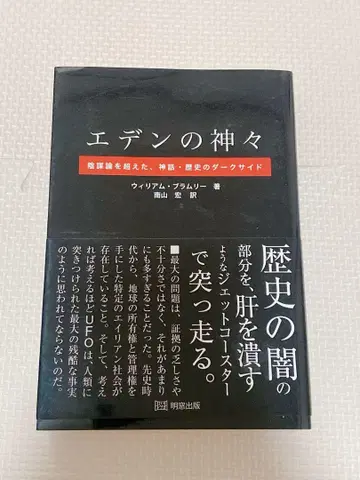 エデンの神々
陰謀論を超えた、神話・歴史のダークサイド
ウィリアム・ブラムリー 著
南山 宏 訳
歴史の闇の
部分を、肝を潰す
ようなジェットコースター
で突っ走る。
■最大の問題は、証拠の乏しさや
不十分さではなく、それがあまり
にも多すぎることだった。先史時
代から、地球の所有権と管理権を
手にした特定のエイリアン社会が
存在していること。そして、考え
れば考えるほどUFOは、人類に
突きつけられた最大の残酷な事実
のように思われてならないのだ。
明窓出版